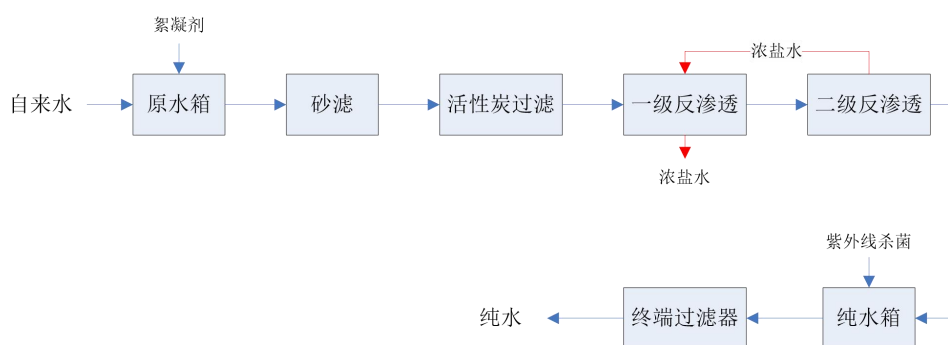 絮凝剂
浓盐水
自来水
原水箱
砂滤
活性炭过滤
一级反渗透
二级反渗透
浓盐水
紫外线杀菌
纯水
终端过滤器
纯水箱